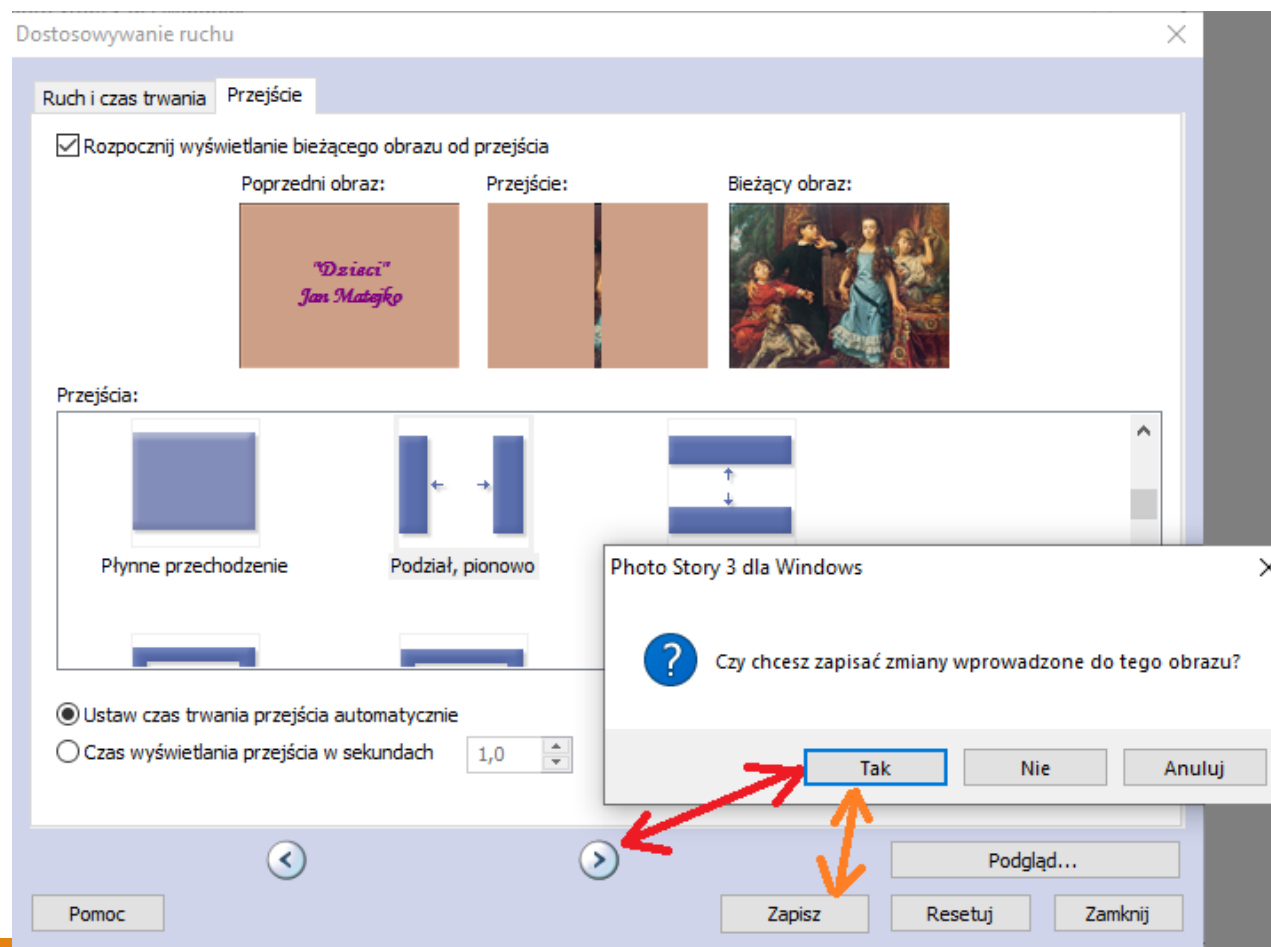 Dostosowywanie ruchu
Ruch i czas trwania Przejście
Rozpocznij wyświetlanie bieżącego obrazu od przejścia
Poprzedni obraz: Przejście: Bieżący obraz:
"Dzieci"
Jan Matejko
Przejścia:
Płynne przechodzenie Podział, pionowo
Photo Story 3 dla Windows
Czy chcesz zapisać zmiany wprowadzone do tego obrazu?
Ustaw czas trwania przejścia automatycznie
Czas wyświetlania przejścia w sekundach 1,0
Tak Nie Anuluj
Podgląd...
Pomoc Zapisz Resetuj Zamknij